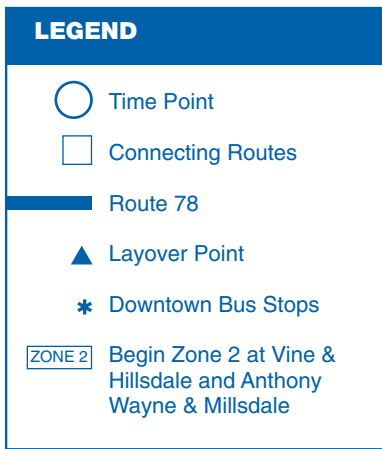 LEGEND
Time Point
Connecting Routes
Route 78
Layover Point
Downtown Bus Stops
ZONE 2
Begin Zone 2 at Vine &
Hillsdale and Anthony
Wayne & Millsdale